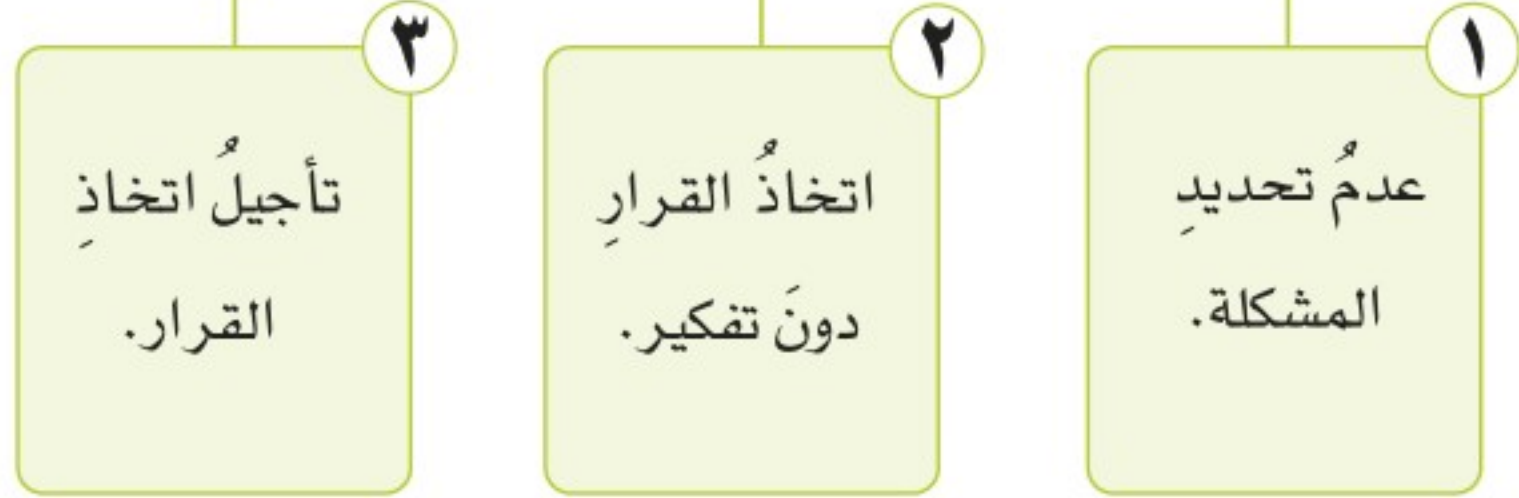 ١
عدمُ تحديدِ
المشكلة.
٢
اتخاذُ القرارِ
دونَ تفكير.
٣
تأجيلُ اتخاذِ
القرار.